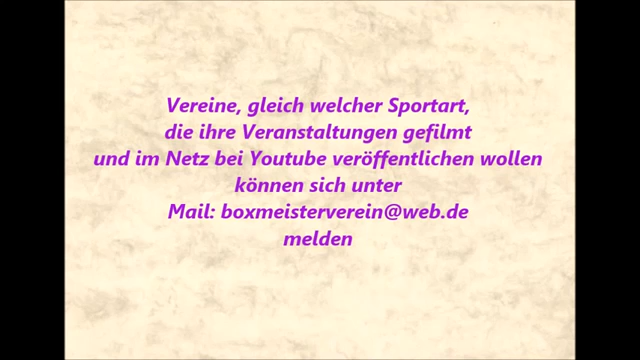 Vereine, gleich welcher Sportart,
die ihre Veranstaltungen gefilmt
und im Netz bei Youtube veröffentlichen wollen
können sich unter
Mail: boxmeisterverein@web.de
melden